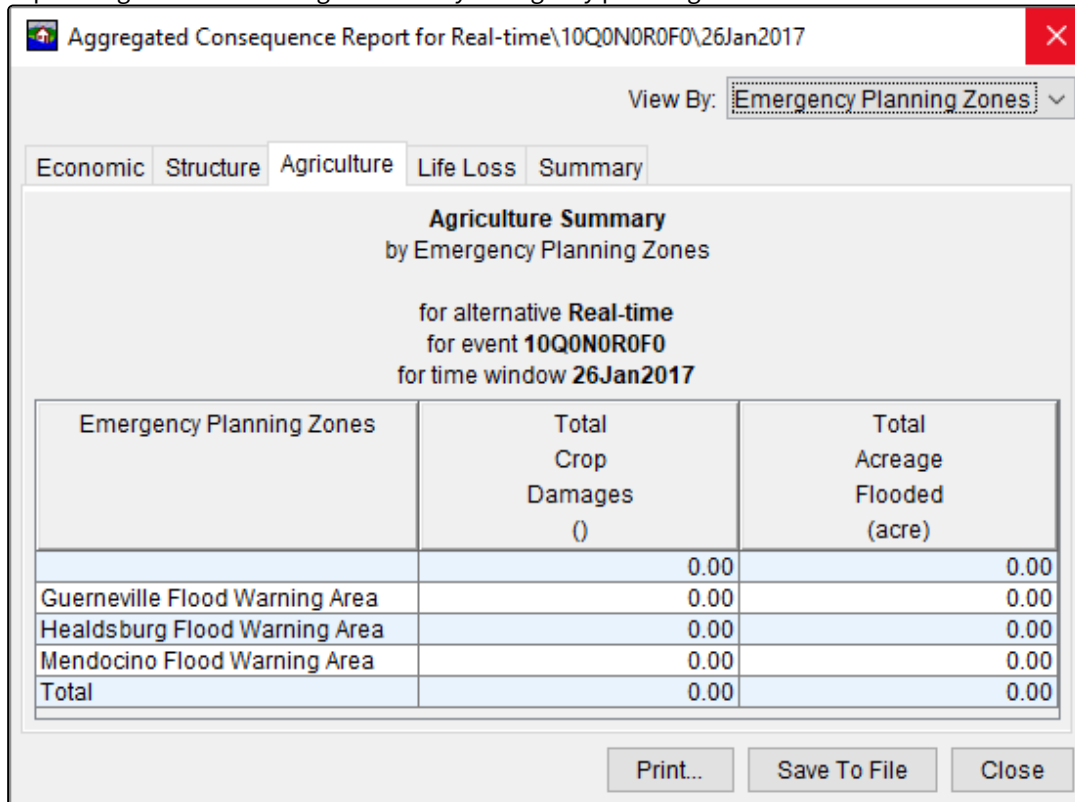 Aggregated Consequence Report for Real-time\10Q0N0R0F0\26Jan2017
View By: Emergency Planning Zones
Economic Structure Agriculture Life Loss Summary
Agriculture Summary
by Emergency Planning Zones
for alternative Real-time
for event 10Q0N0R0F0
for time window 26Jan2017
Emergency Planning Zones Total Crop Damages () Total Acreage Flooded (acre)
0.00 0.00
Guerneville Flood Warning Area 0.00 0.00
Healdsburg Flood Warning Area 0.00 0.00
Mendocino Flood Warning Area 0.00 0.00
Total 0.00 0.00
Print... Save To File Close